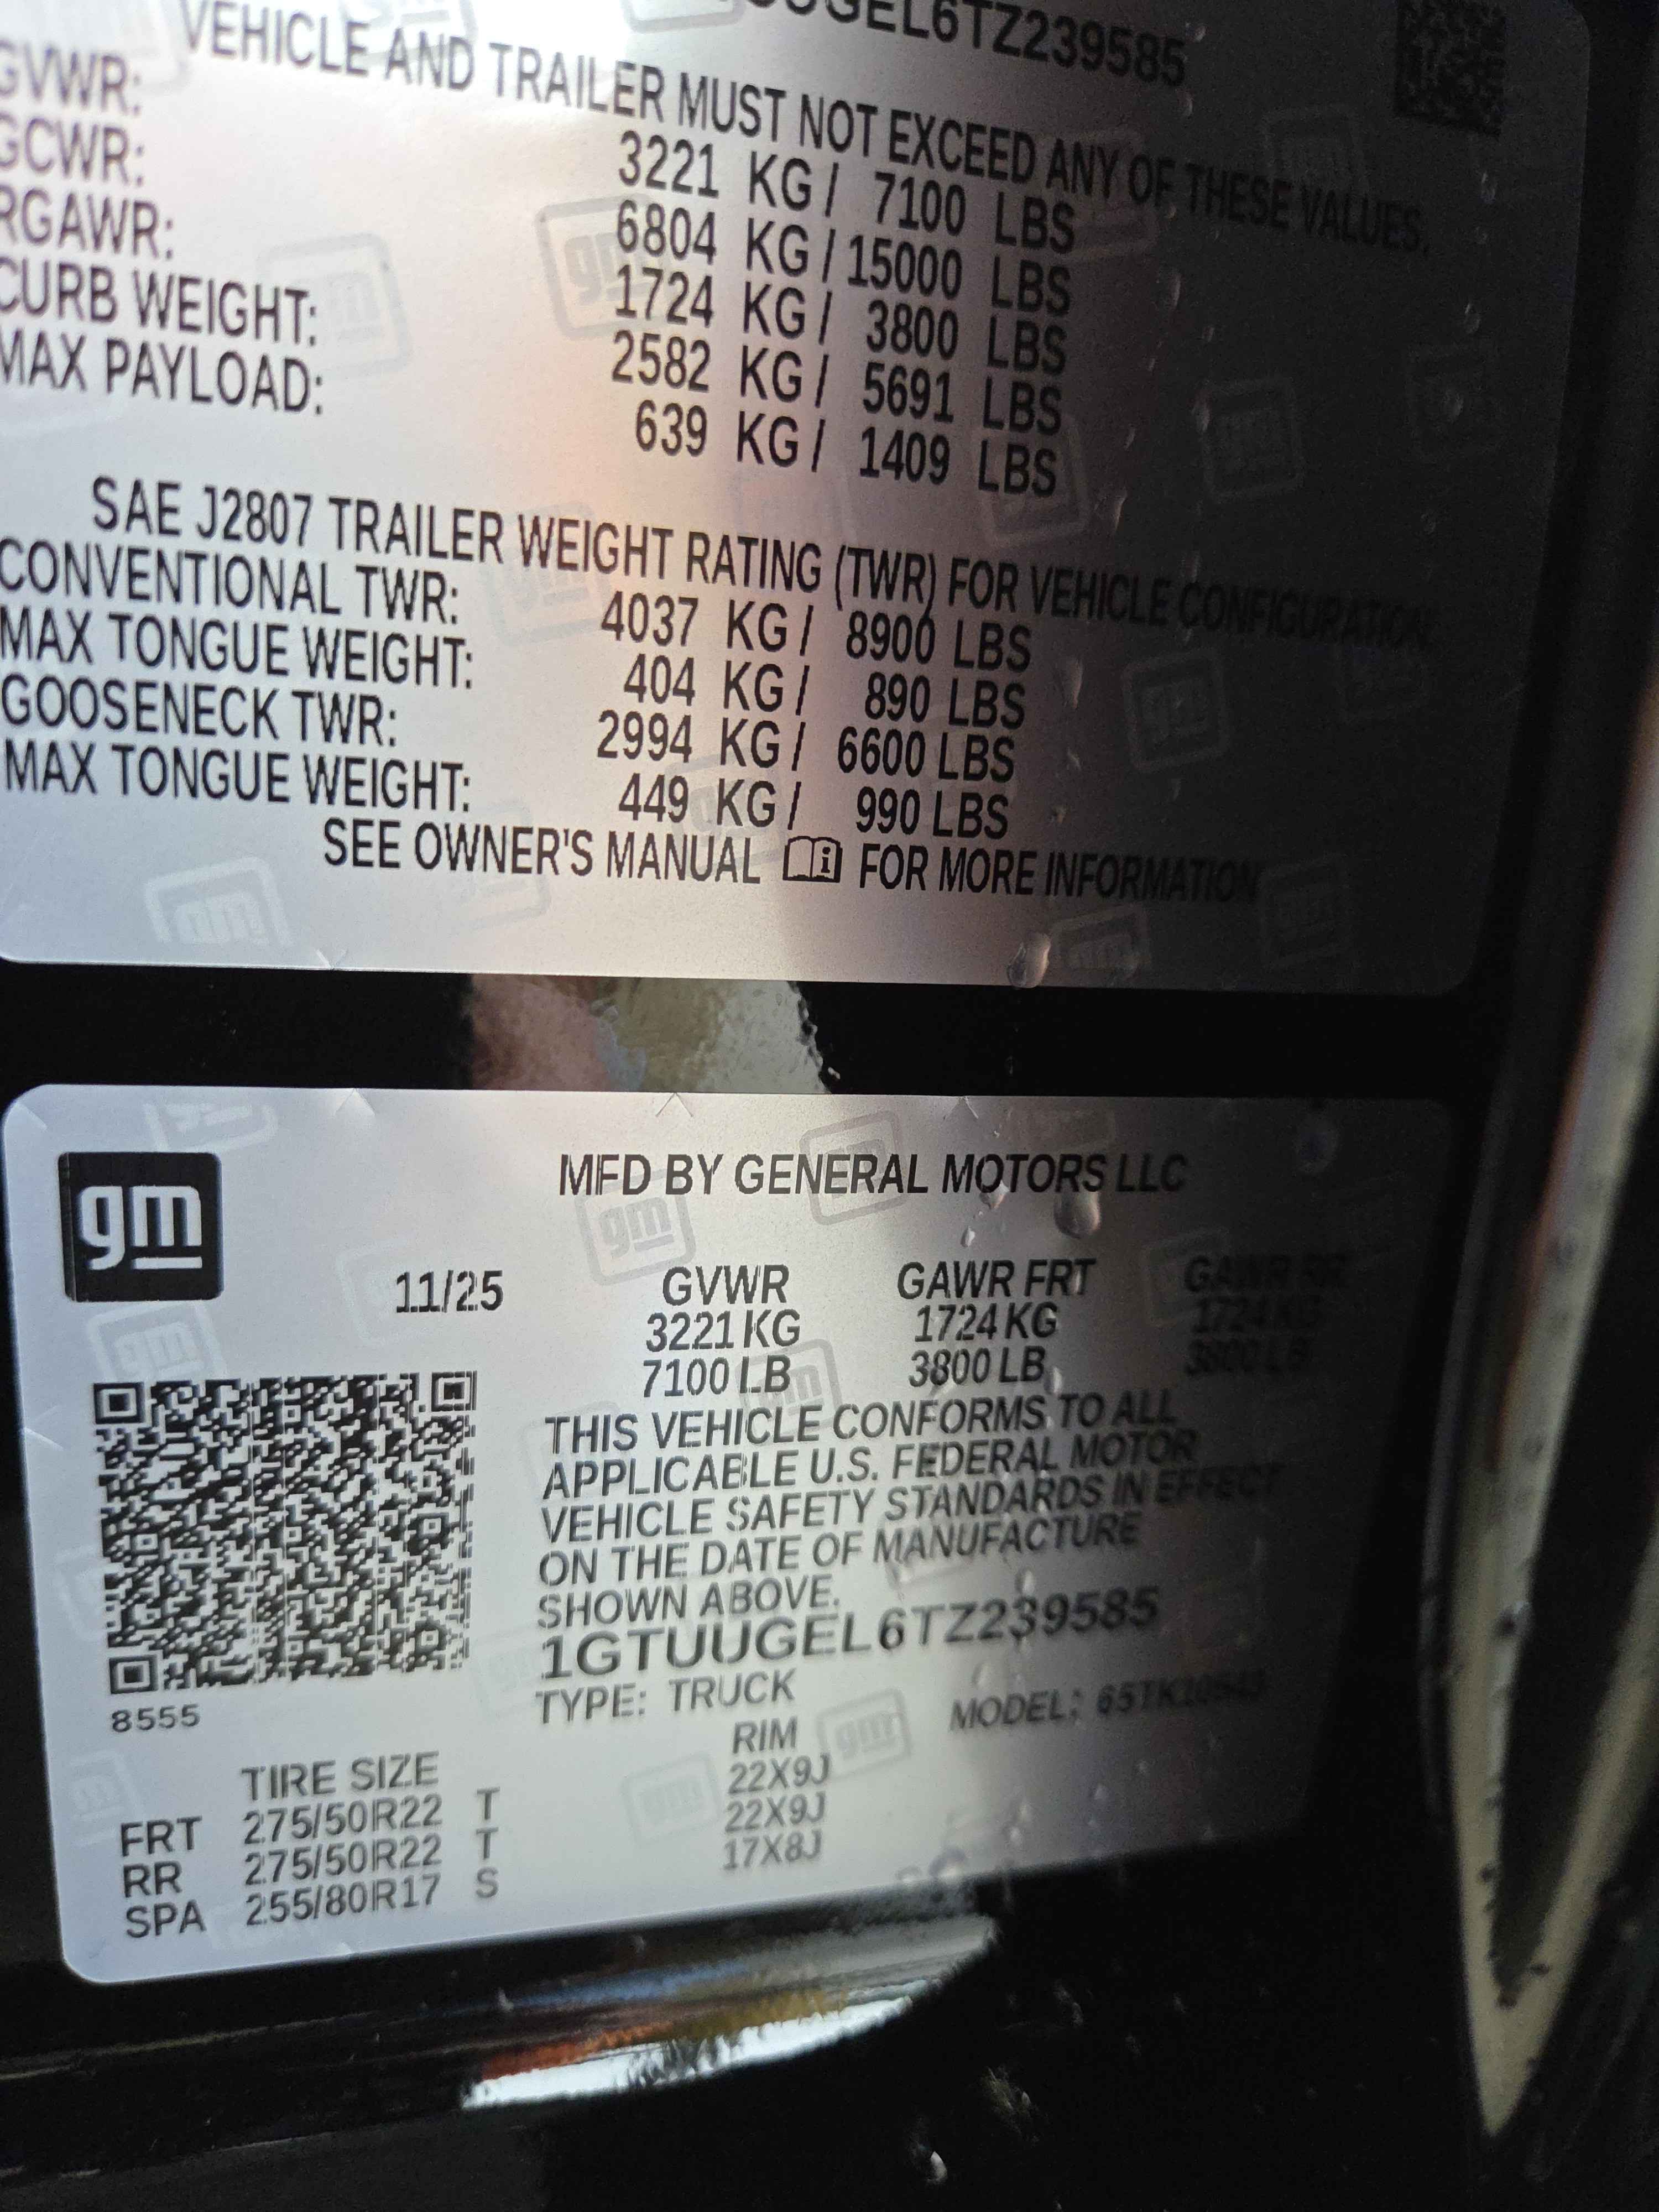 UUGEL6TZ239585
VEHICLE AND TRAILER MUST NOT EXCEED ANY OF THESE VALUES.
GVWR: 3221 KG / 7100 LBS
GCWR: 6804 KG / 15000 LBS
RGAWR: 1724 KG / 3800 LBS
CURB WEIGHT: 2582 KG / 5691 LBS
MAX PAYLOAD: 639 KG / 1409 LBS
SAE J2807 TRAILER WEIGHT RATING (TWR) FOR VEHICLE CONFIGURATION.
CONVENTIONAL TWR: 4037 KG / 8900 LBS
MAX TONGUE WEIGHT: 404 KG / 890 LBS
GOOSENECK TWR: 2994 KG / 6600 LBS
MAX TONGUE WEIGHT: 449 KG / 990 LBS
SEE OWNER'S MANUAL FOR MORE INFORMATION
gm
MFD BY GENERAL MOTORS LLC
11/25 GVWR GAWR FRT GAWR RR
3221 KG 1724 KG 1724 KG
7100 LB 3800 LB 3800 LB
THIS VEHICLE CONFORMS TO ALL
APPLICABLE U.S. FEDERAL MOTOR
VEHICLE SAFETY STANDARDS IN EFFECT
ON THE DATE OF MANUFACTURE
SHOWN ABOVE.
1GTUUGEL6TZ239585
8555
TYPE: TRUCK MODEL:
TIRE SIZE RIM
FRT 275/50R22 T 22X9J
RR 275/50R22 T 22X9J
SPA 255/80R17 S 17X8J